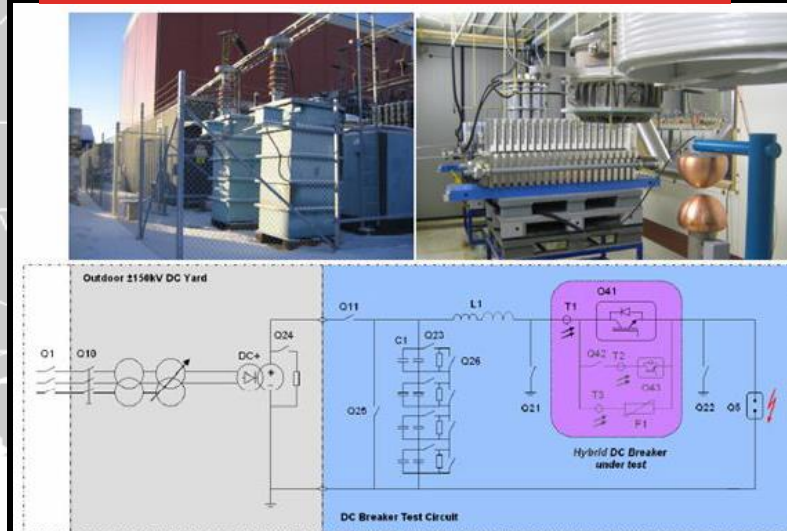 Outdoor ±150kV DC Yard
Q11
L1
T1
Q41
Q1
Q10
DC+
Q24
C1
Q23
Q26
Q42
T2
Q43
Q25
Q21
T3
F1
Q22
Q5
Hybrid DC Breaker
under test
DC Breaker Test Circuit